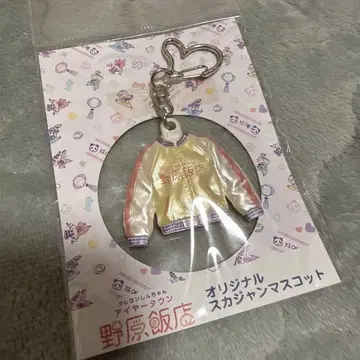 野原飯店
クレヨンしんちゃん
アイヤータウン
野原飯店
オリジナル
スカジャンマスコット